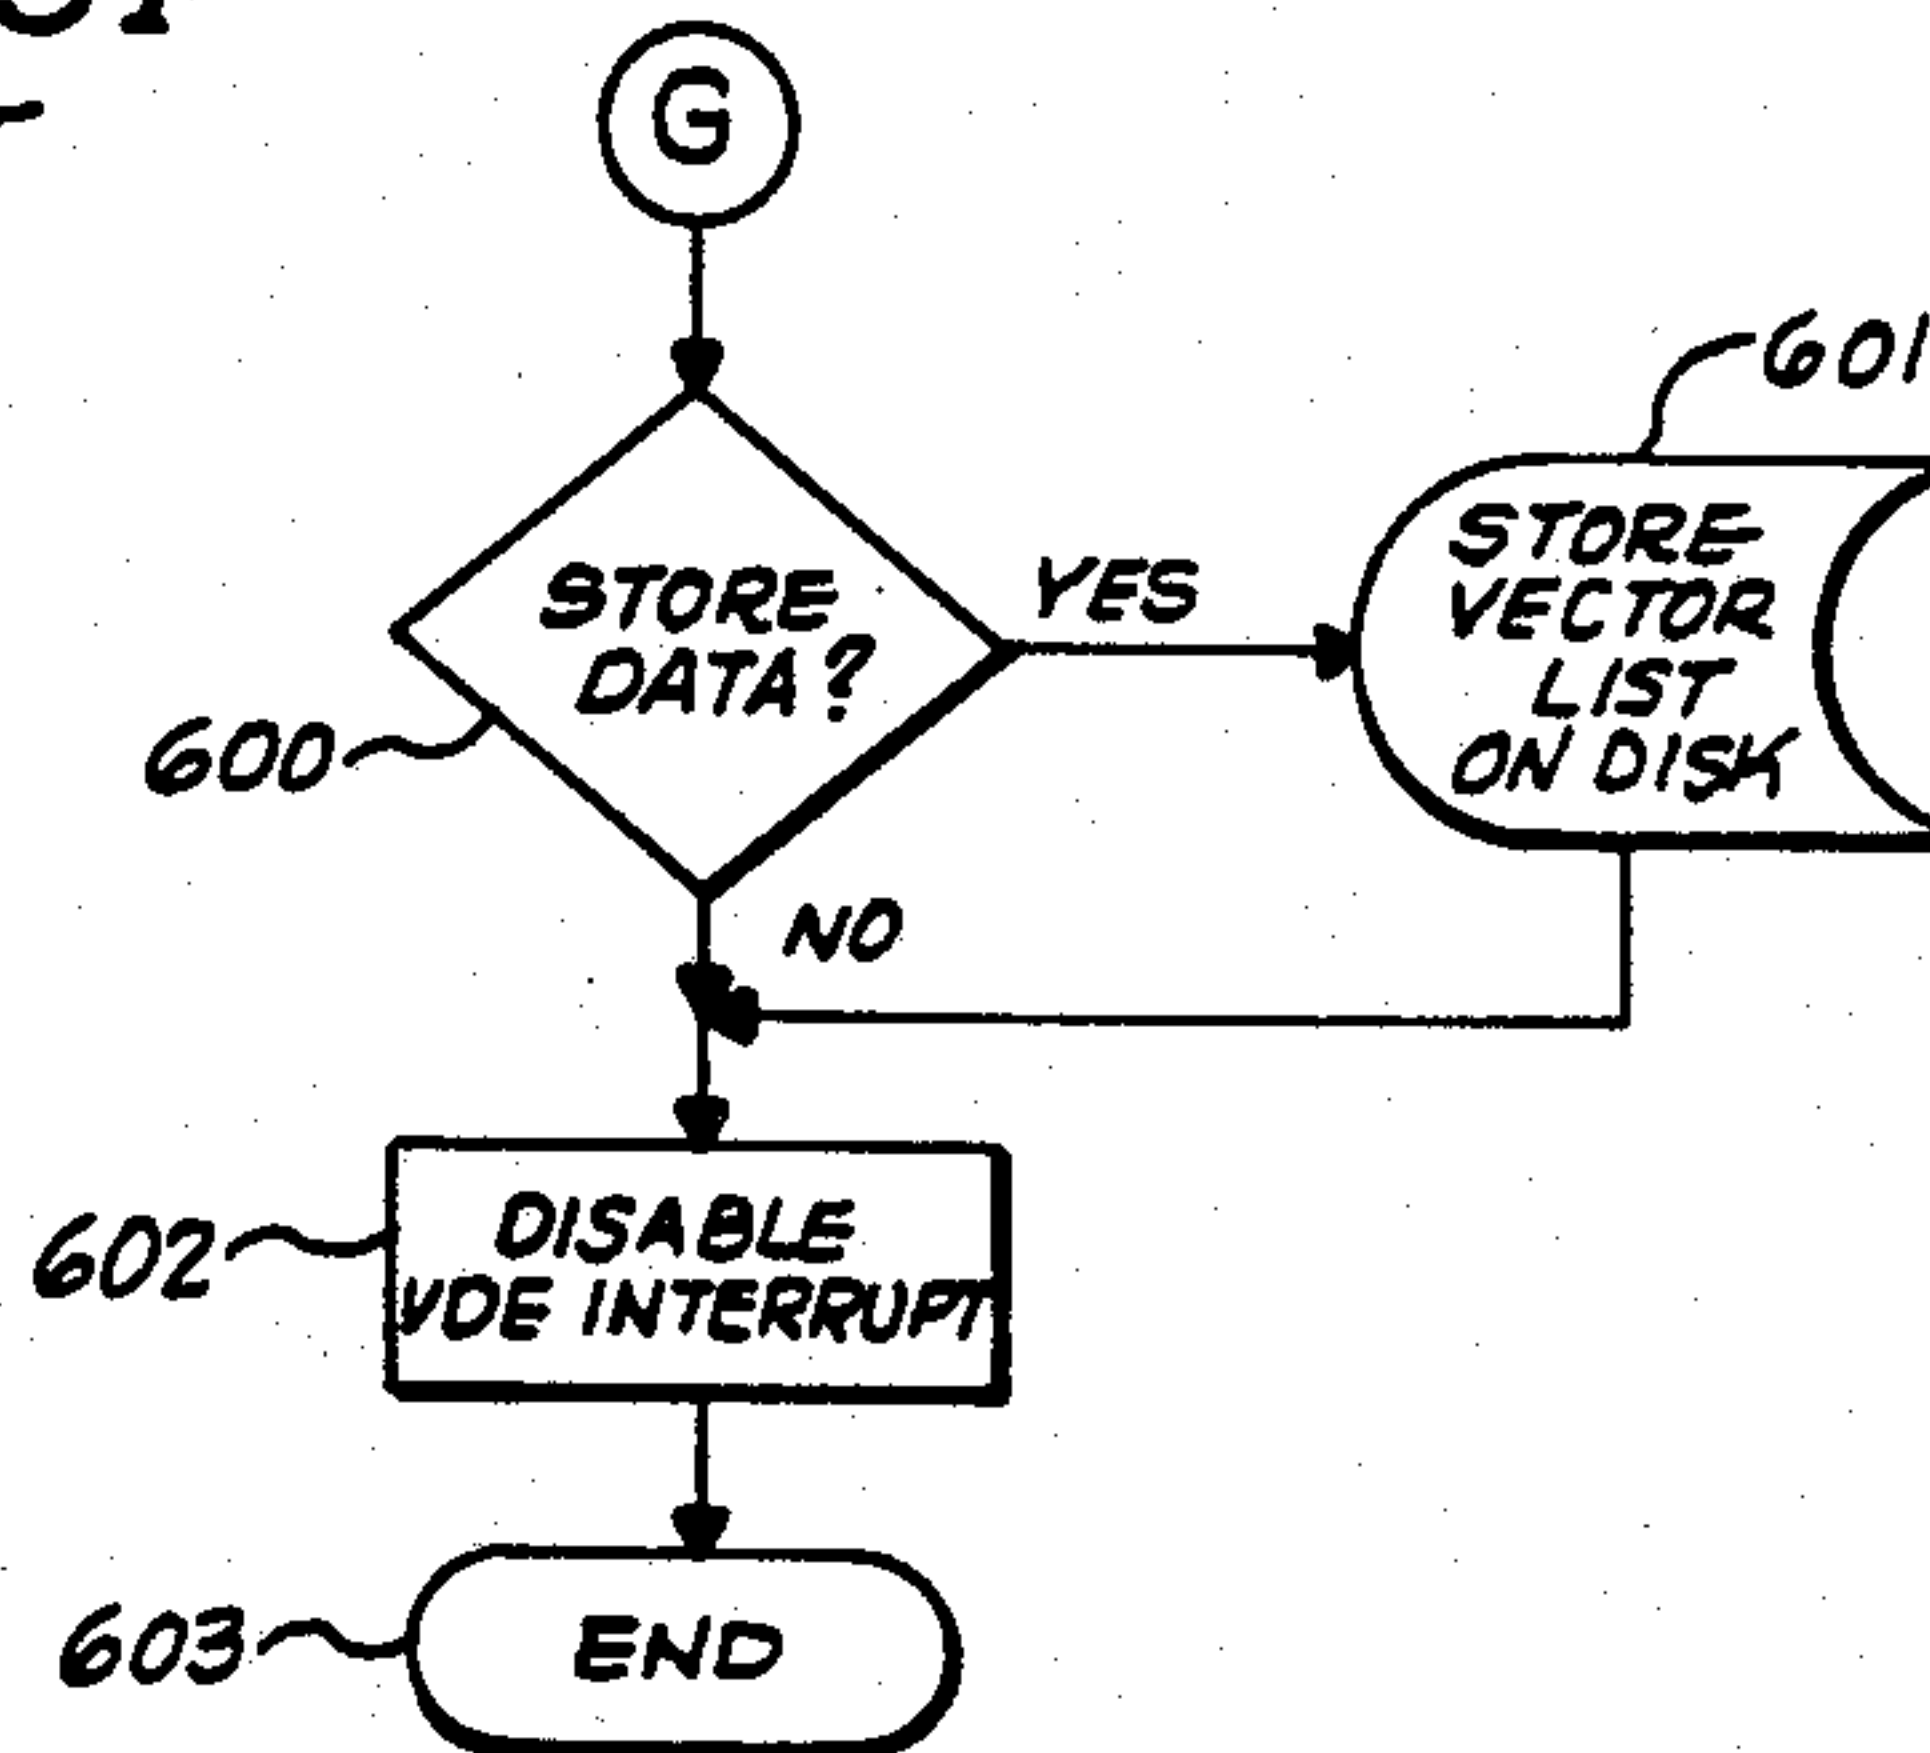 G
601
STORE
VECTOR
LIST
ON DISK
STORE
DATA?
YES
600
NO
602
DISABLE
VDE INTERRUPT
603
END